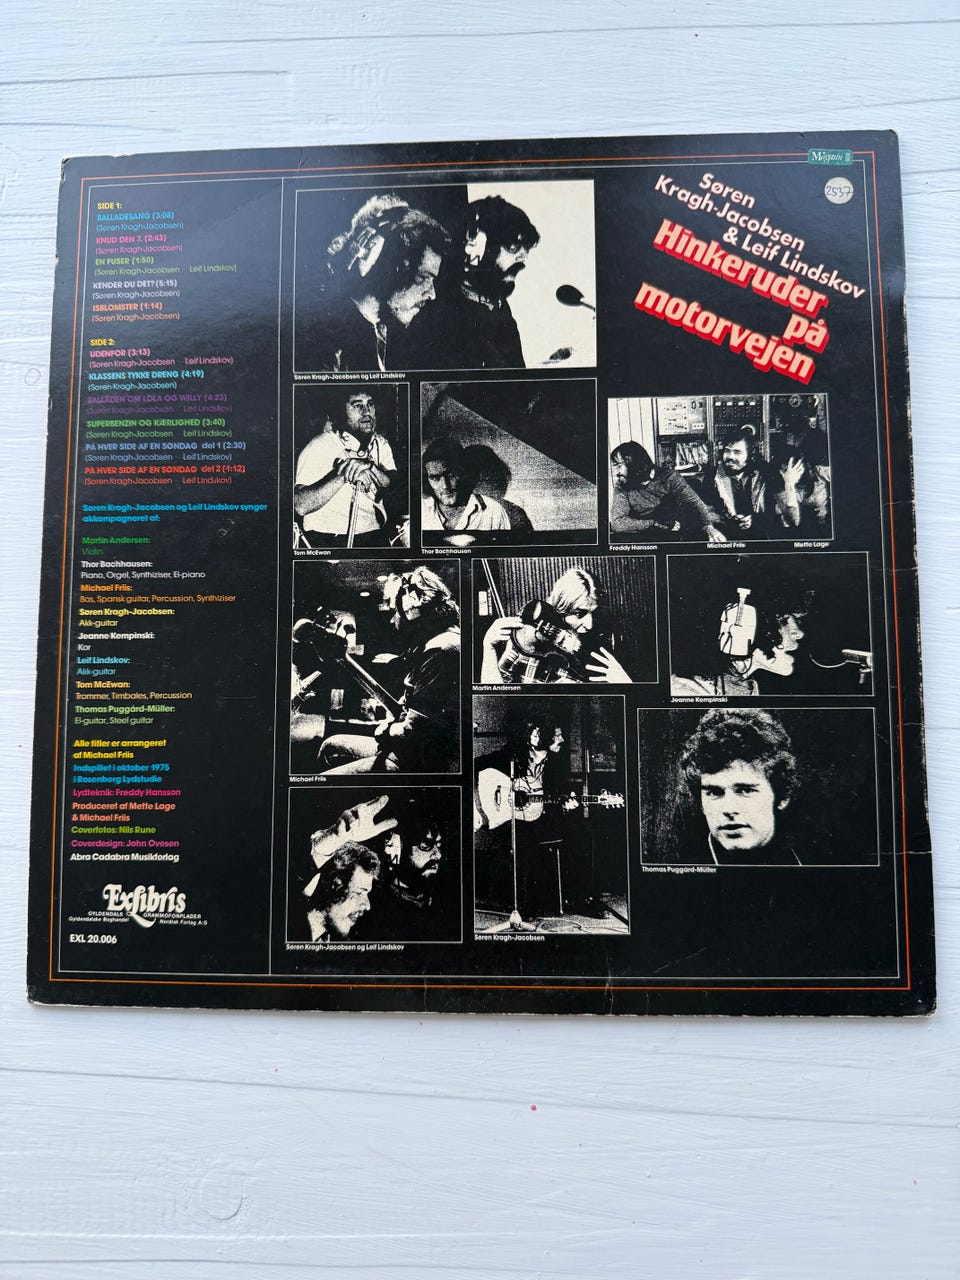 SIDE 1:
BALLADESANG (3:08)
(Søren Kragh-Jacobsen)
KNUD DEN 7. (2:43)
(Søren Kragh-Jacobsen)
EN FUSER (1:50)
(Søren Kragh-Jacobsen Leif Lindskov)
KENDER DU DET? (5:15)
(Søren Kragh-Jacobsen)
ISBLOMSTER (1:14)
(Søren Kragh-Jacobsen)
SIDE 2:
UDENFOR (3:13)
(Søren Kragh-Jacobsen Leif Lindskov)
KLASSENS TYKKE DRENG (4:19)
(Søren Kragh-Jacobsen)
BALLADEN OM LOLA OG WILLY (4:23)
(Søren Kragh-Jacobsen Leif Lindskov)
SUPERBENZIN OG KÆRLIGHED (3:40)
(Søren Kragh-Jacobsen Leif Lindskov)
PÅ HVER SIDE AF EN SØNDAG del 1 (2:30)
(Søren Kragh-Jacobsen Leif Lindskov)
PÅ HVER SIDE AF EN SØNDAG del 2 (1:12)
(Søren Kragh-Jacobsen Leif Lindskov)
Søren Kragh-Jacobsen og Leif Lindskov synger
akkompagneret af:
Martin Andersen:
Violin
Thor Bachhausen:
Piano, Orgel, Synthiziser, El-piano
Michael Friis:
Bas, Spansk guitar, Percussion, Synthiziser
Søren Kragh-Jacobsen:
Akk-guitar
Jeanne Kempinski:
Kor
Leif Lindskov:
Akk-guitar
Tom McEwan:
Trommer, Timbales, Percussion
Thomas Puggård-Müller:
El-guitar, Steel guitar
Alle titler er arrangeret
af Michael Friis
Indspillet i oktober 1975
i Rosenberg Lydstudie
Lydteknik: Freddy Hansson
Produceret af Mette Lage
& Michael Friis
Coverfotos: Nils Rune
Coverdesign: John Ovesen
Abra Cadabra Musikforlag
Exlibris
GYLDENDALS GRAMMOFONPLADER
Gyldendalske Boghandel Nordisk Forlag A/S
EXL 20.006
Magasin
2537
Søren
Kragh-Jacobsen
& Leif Lindskov
Hinkeruder
på
motorvejen
Søren Kragh-Jacobsen og Leif Lindskov
Tom McEwan
Thor Bachhausen
Freddy Hansson
Michael Friis
Mette Lage
Michael Friis
Martin Andersen
Jeanne Kempinski
Søren Kragh-Jacobsen og Leif Lindskov
Søren Kragh-Jacobsen
Thomas Puggård-Müller